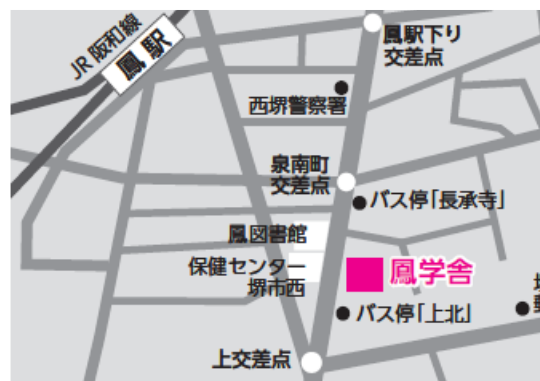 JR 阪和線
鳳駅
鳳駅下り
交差点
西堺警察署
泉南町
交差点
バス停「長承寺」
鳳図書館
保健センター
堺市西
鳳学舎
バス停「上北」
上交差点